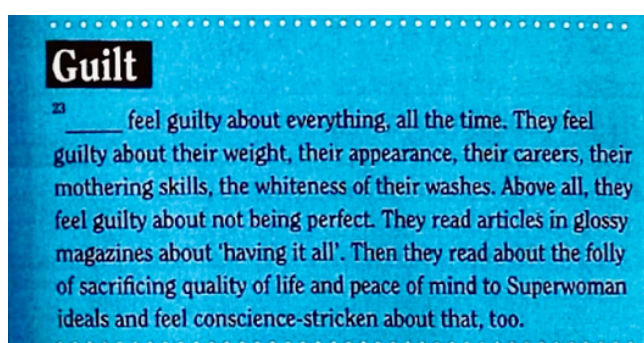 Guilt
23 _____ feel guilty about everything, all the time. They feel
guilty about their weight, their appearance, their careers, their
mothering skills, the whiteness of their washes. Above all, they
feel guilty about not being perfect. They read articles in glossy
magazines about ‘having it all’. Then they read about the folly
of sacrificing quality of life and peace of mind to Superwoman
ideals and feel conscience-stricken about that, too.